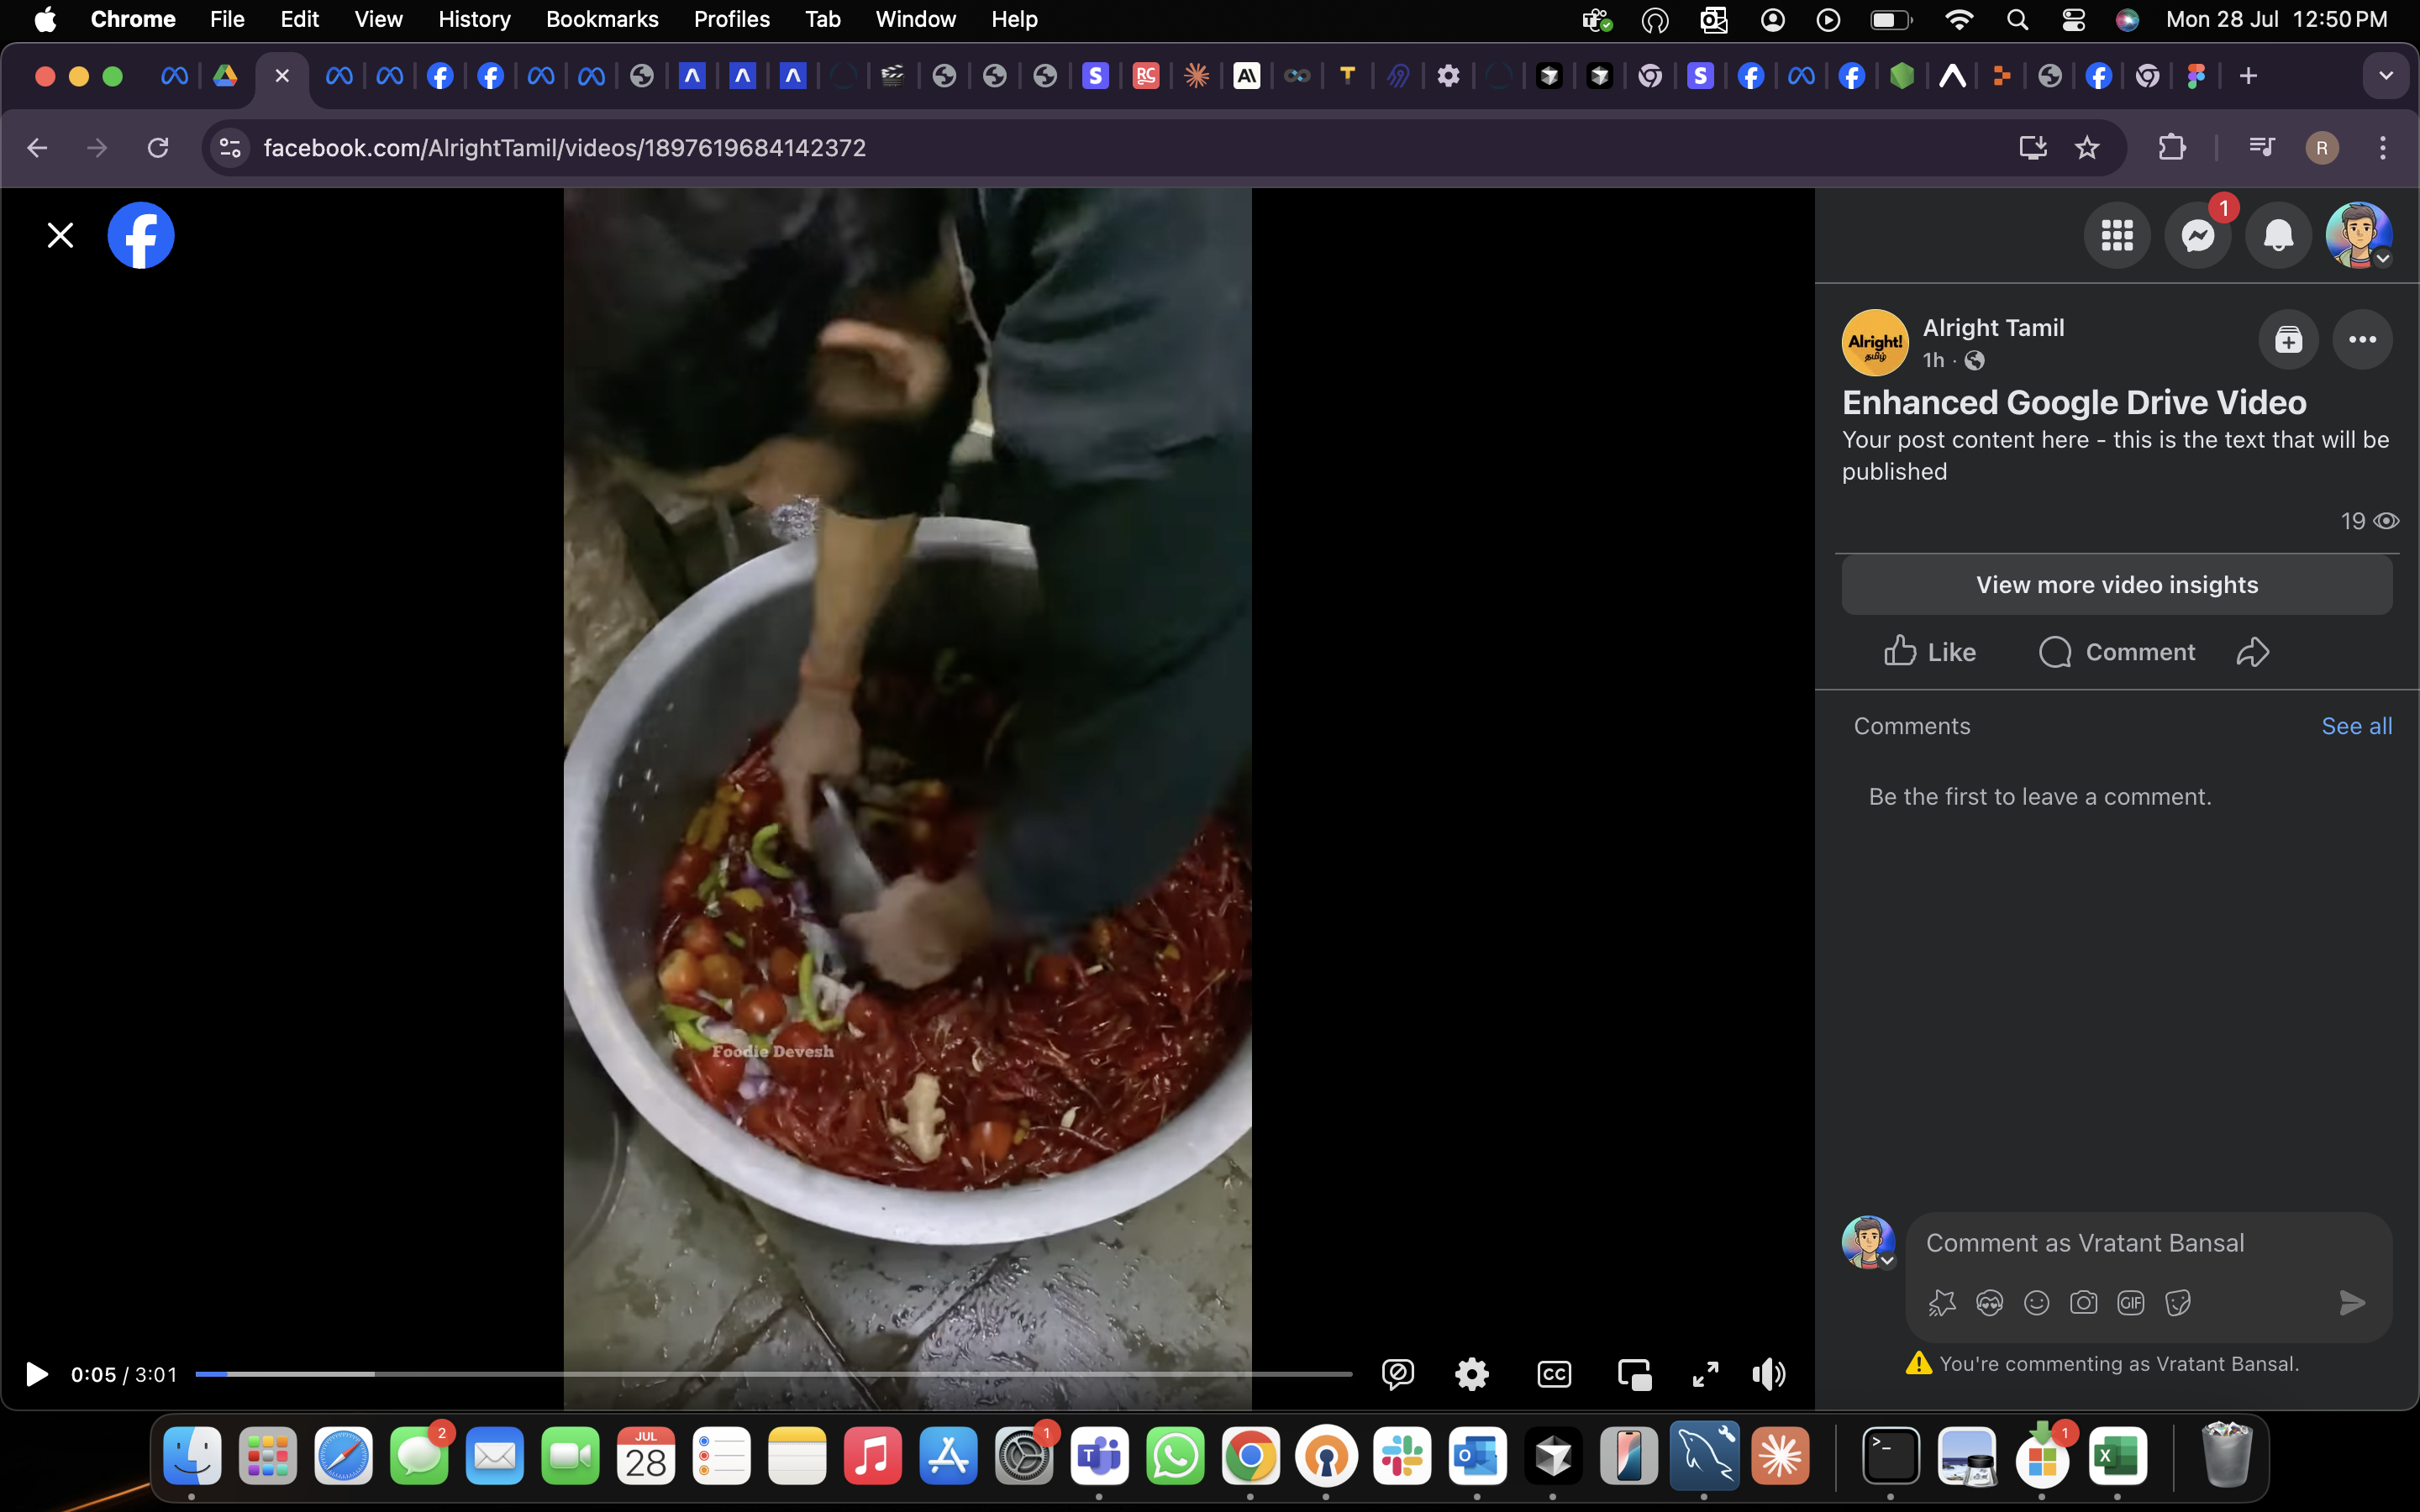 Chrome File Edit View History Bookmarks Profiles Tab Window Help Mon 28 Jul 12:50 PM
facebook.com/AlrightTamil/videos/1897619684142372 R
1
Alright! Alright Tamil
தமிழ் 1h ·
Enhanced Google Drive Video
Your post content here - this is the text that will be
published
19
View more video insights
Like Comment
Comments See all
Be the first to leave a comment.
Foodie Devesh
Comment as Vratant Bansal
GIF
You're commenting as Vratant Bansal.
0:05 / 3:01 CC
2 JUL 1 1
28